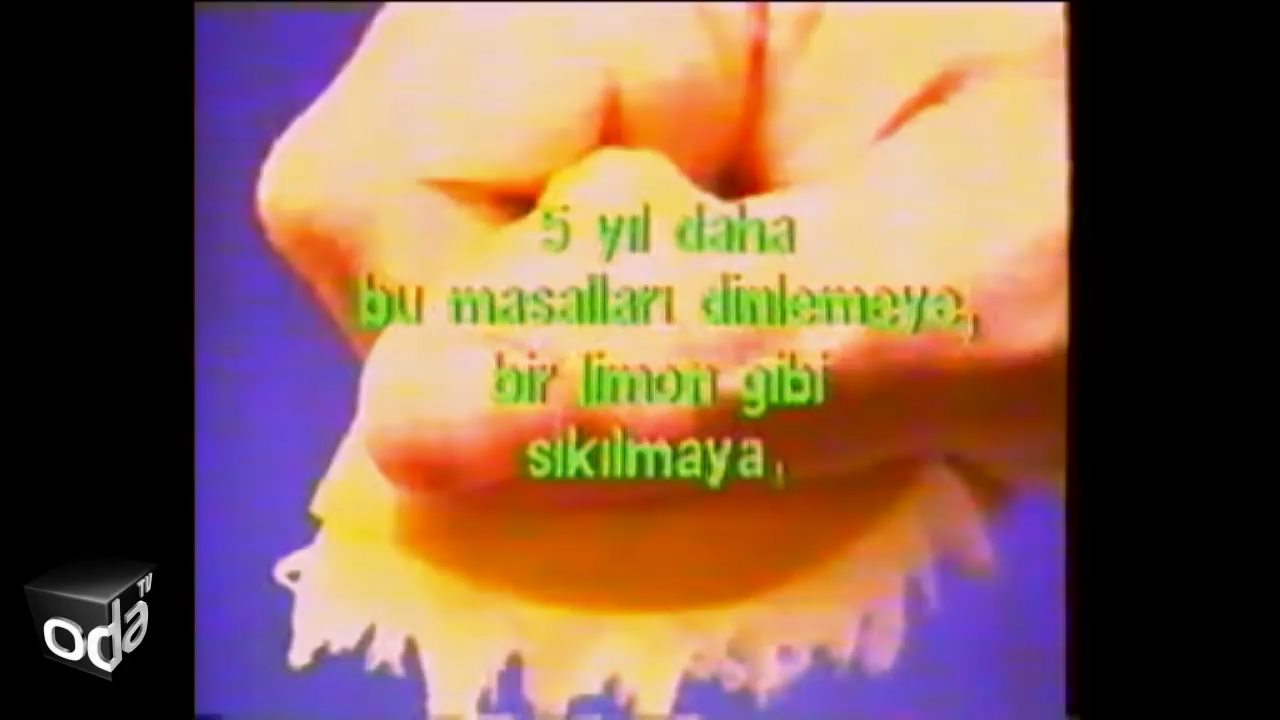 5 yıl daha
bu masalları dinlemeye,
bir limon gibi
sıkılmaya,
oda
TV